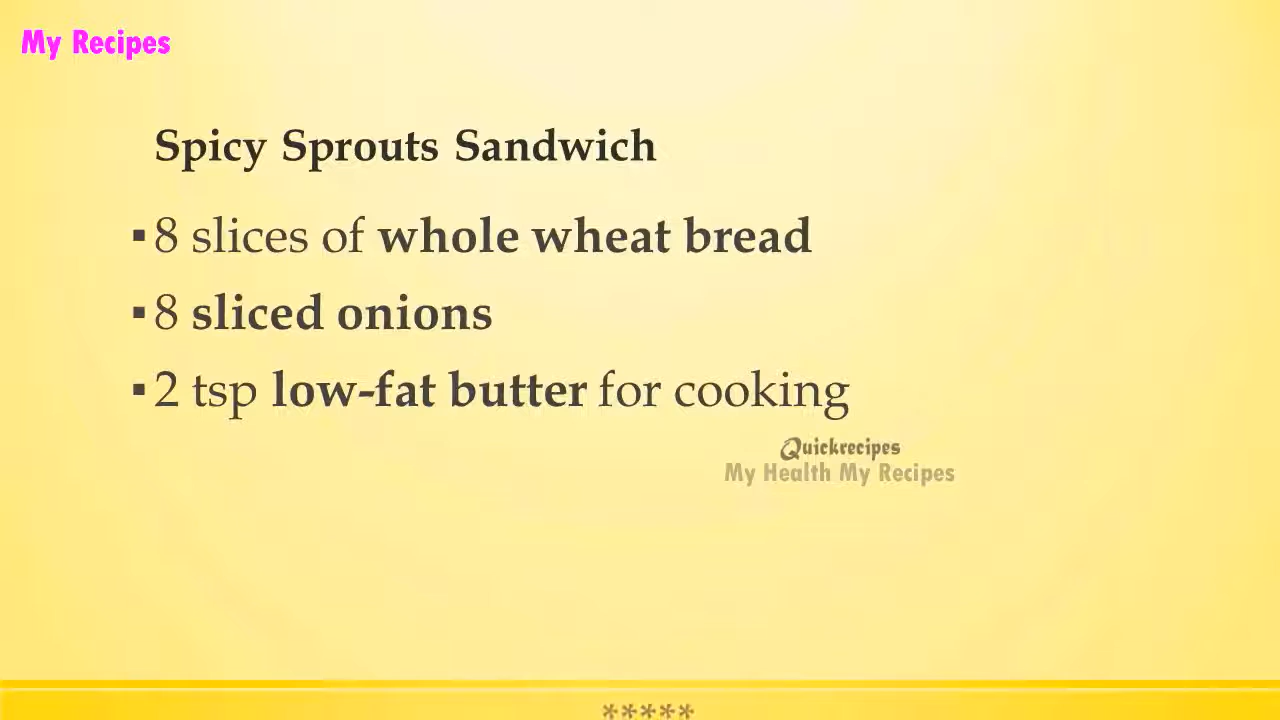 My Recipes
Spicy Sprouts Sandwich
▪8 slices of whole wheat bread
▪8 sliced onions
▪2 tsp low-fat butter for cooking
Quickrecipes
My Health My Recipes
*****